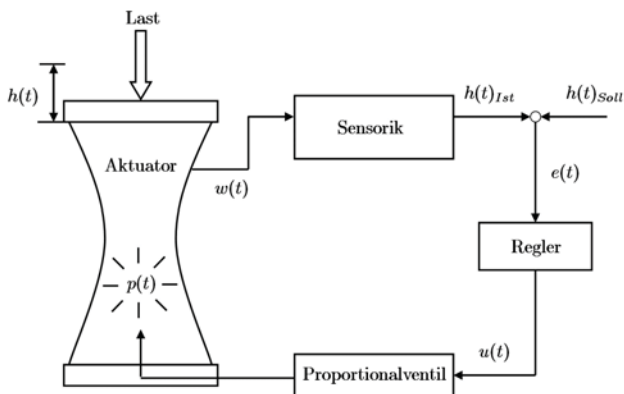 Last
h(t)
h(t)_{Ist}
h(t)_{Soll}
Sensorik
Aktuator
w(t)
e(t)
Regler
p(t)
u(t)
Proportionalventil